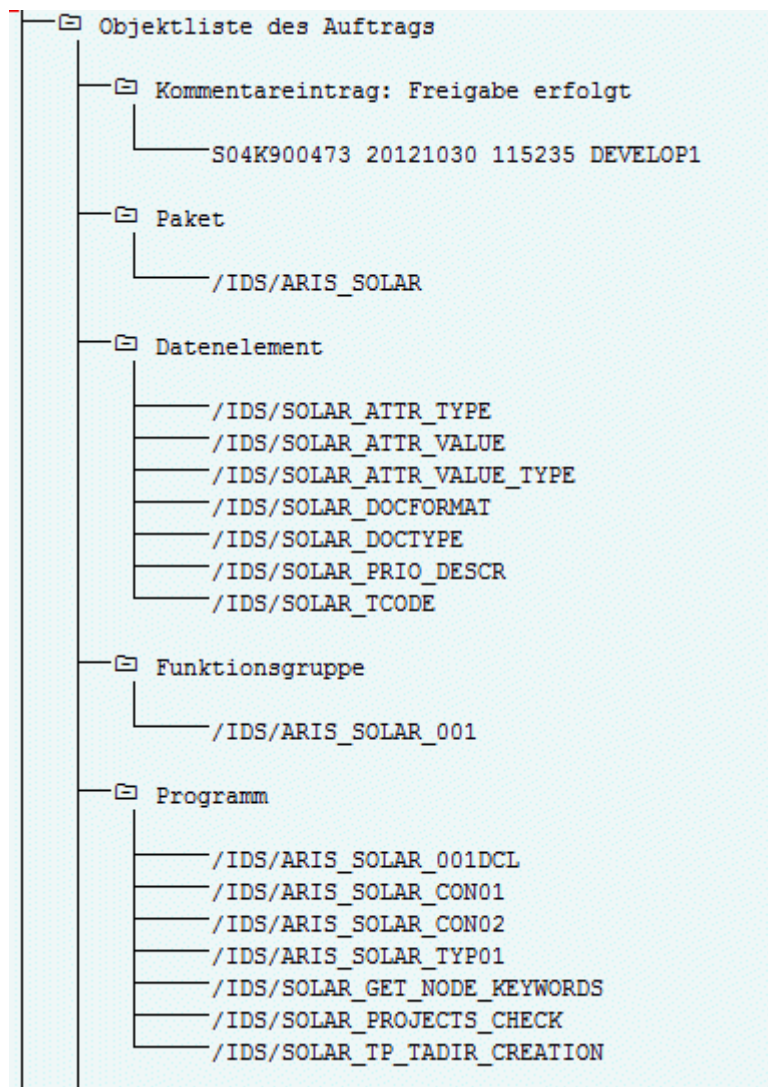 Objektliste des Auftrags
Kommentareintrag: Freigabe erfolgt
S04K900473 20121030 115235 DEVELOP1
Paket
/IDS/ARIS_SOLAR
Datenelement
/IDS/SOLAR_ATTR_TYPE
/IDS/SOLAR_ATTR_VALUE
/IDS/SOLAR_ATTR_VALUE_TYPE
/IDS/SOLAR_DOCFORMAT
/IDS/SOLAR_DOCTYPE
/IDS/SOLAR_PRIO_DESCR
/IDS/SOLAR_TCODE
Funktionsgruppe
/IDS/ARIS_SOLAR_001
Programm
/IDS/ARIS_SOLAR_001DCL
/IDS/ARIS_SOLAR_CON01
/IDS/ARIS_SOLAR_CON02
/IDS/ARIS_SOLAR_TYP01
/IDS/SOLAR_GET_NODE_KEYWORDS
/IDS/SOLAR_PROJECTS_CHECK
/IDS/SOLAR_TP_TADIR_CREATION